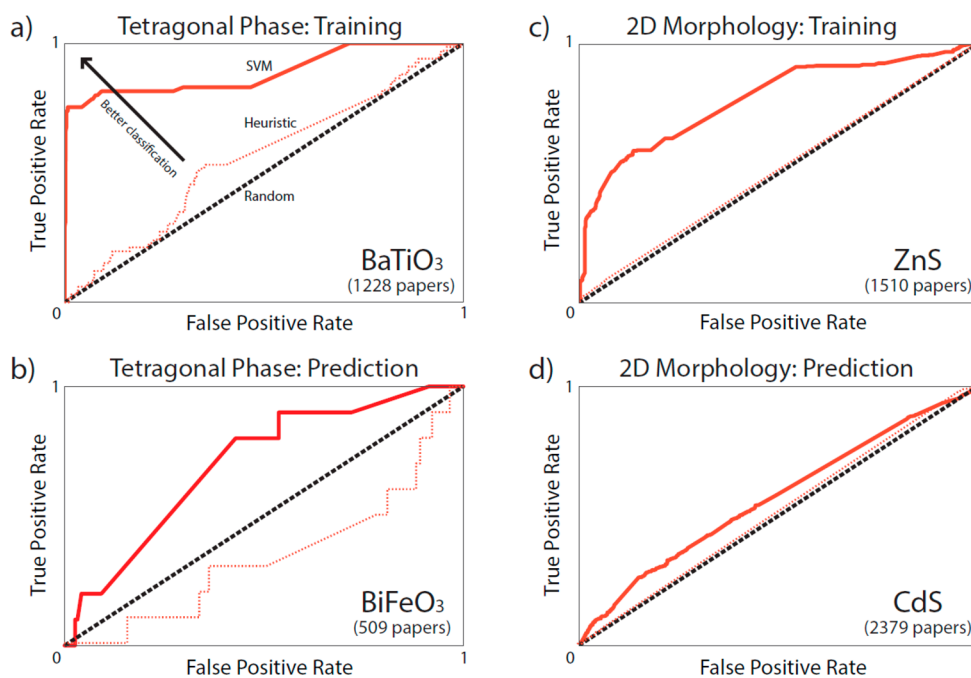 a)
Tetragonal Phase: Training
1
True Positive Rate
SVM
Better classification
Heuristic
Random
BaTiO3
(1228 papers)
0
False Positive Rate
1
c)
2D Morphology: Training
1
True Positive Rate
ZnS
(1510 papers)
0
False Positive Rate
b)
Tetragonal Phase: Prediction
1
True Positive Rate
BiFeO3
(509 papers)
0
False Positive Rate
1
d)
2D Morphology: Prediction
1
True Positive Rate
CdS
(2379 papers)
0
False Positive Rate